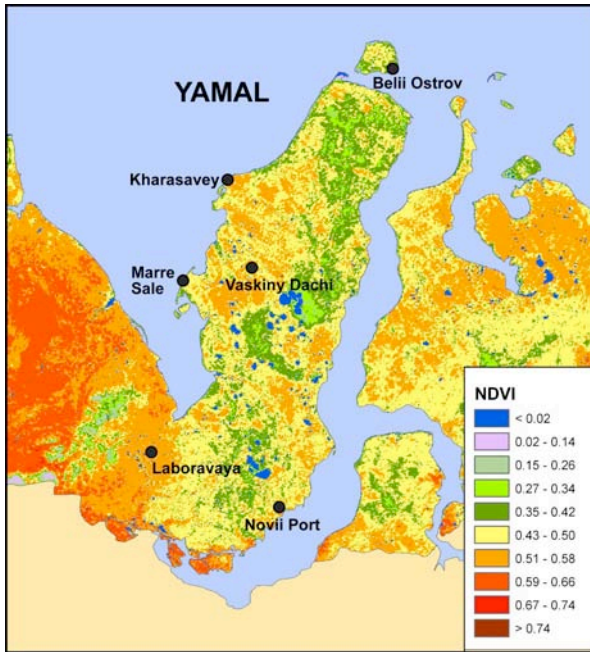 YAMAL
Belii Ostrov
Kharasavey
Marre
Sale
Vaskiny Dachi
Laboravaya
Novii Port
NDVI
< 0.02
0.02 - 0.14
0.15 - 0.26
0.27 - 0.34
0.35 - 0.42
0.43 - 0.50
0.51 - 0.58
0.59 - 0.66
0.67 - 0.74
> 0.74